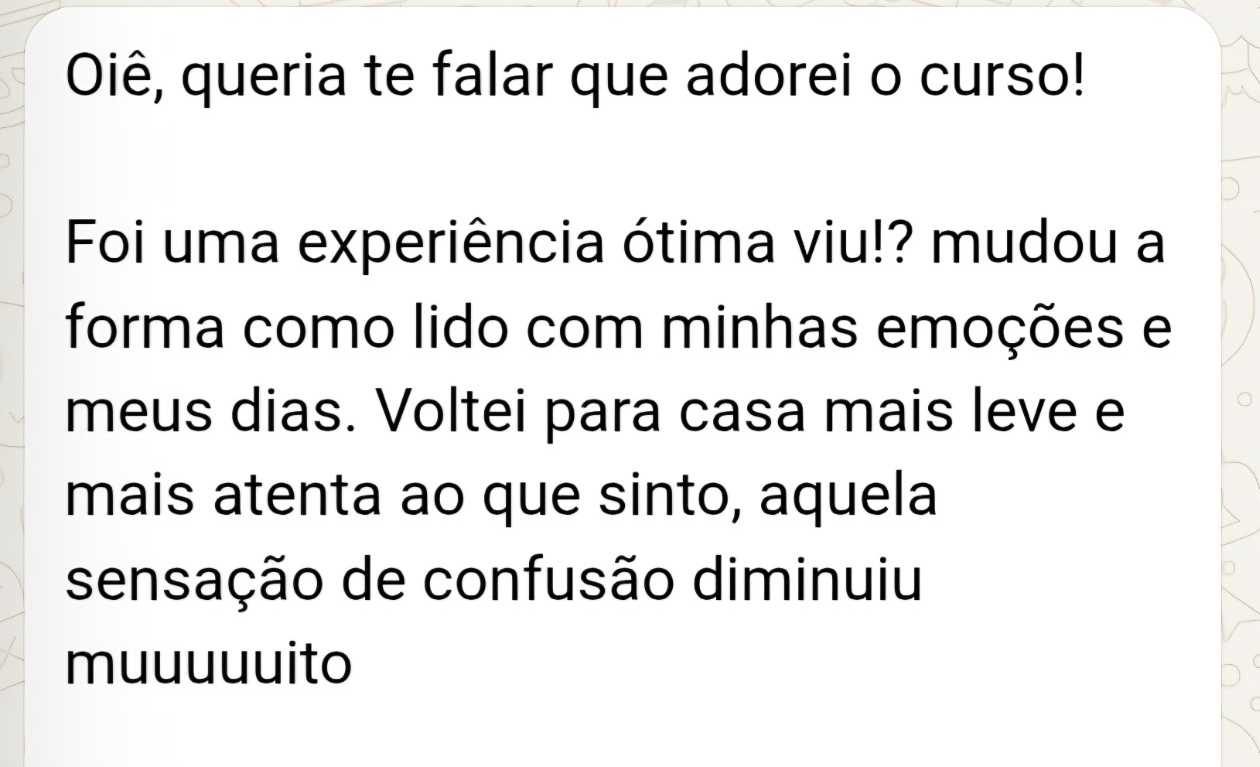 Oiê, queria te falar que adorei o curso!
Foi uma experiência ótima viu!? mudou a
forma como lido com minhas emoções e
meus dias. Voltei para casa mais leve e
mais atenta ao que sinto, aquela
sensação de confusão diminuiu
muuuuuito